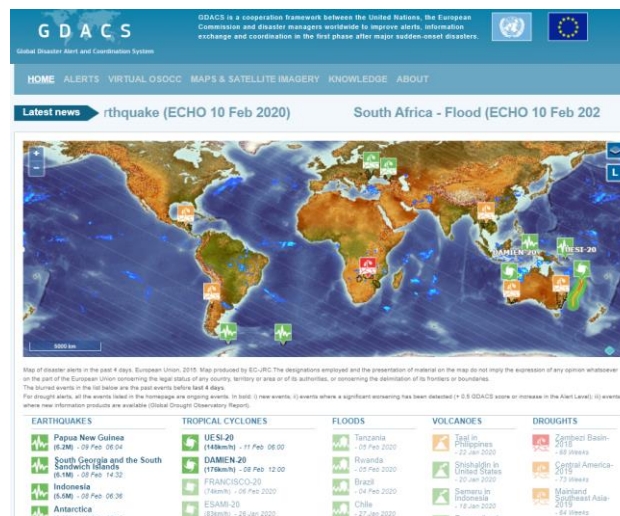 GDACS
Global Disaster Alert and Coordination System
GDACS is a cooperation framework between the United Nations, the European
Commission and disaster managers worldwide to improve alerts, information
exchange and coordination in the first phase after major sudden-onset disasters.
HOME ALERTS VIRTUAL OSOCC MAPS & SATELLITE IMAGERY KNOWLEDGE ABOUT
Latest news rthquake (ECHO 10 Feb 2020) South Africa - Flood (ECHO 10 Feb 202
+
-
L
DAMIEN-20
UESI-20
5000 km
Map of disaster alerts in the past 4 days. European Union, 2015. Map produced by EC-JRC.The designations employed and the presentation of material on the map do not imply the expression of any opinion whatsoever
on the part of the European Union concerning the legal status of any country, territory or area or of its authorities, or concerning the delimitation of its frontiers or boundaries.
The blurred events in the list below are the past events before last 4 days.
For drought alerts, all the events listed in the homepage are ongoing events. In bold: i) new events; ii) events where a significant worsening has been detected (+ 0.5 GDACS score or increase in the Alert Level); iii) events
where new information products are available (Global Drought Observatory Report).
EARTHQUAKES
Papua New Guinea
(6.2M) - 09 Feb 06:04
South Georgia and the South
Sandwich Islands
(6.1M) - 08 Feb 14:32
Indonesia
(5.5M) - 08 Feb 06:36
Antarctica
TROPICAL CYCLONES
UESI-20
(148km/h) - 11 Feb 06:00
DAMIEN-20
(176km/h) - 08 Feb 12:00
FRANCISCO-20
(74km/h) - 06 Feb 2020
ESAMI-20
(83km/h) - 26 Jan 2020
FLOODS
Tanzania
- 05 Feb 2020
Rwanda
- 05 Feb 2020
Brazil
- 04 Feb 2020
Chile
- 27 Jan 2020
VOLCANOES
Taal in
Philippines
- 22 Jan 2020
Shishaldin in
United States
- 20 Jan 2020
Semeru in
Indonesia
- 18 Jan 2020
DROUGHTS
Zambezi Basin-
2018
- 68 Weeks
Central America-
2019
- 73 Weeks
Mainland
Southeast Asia-
2019
- 84 Weeks